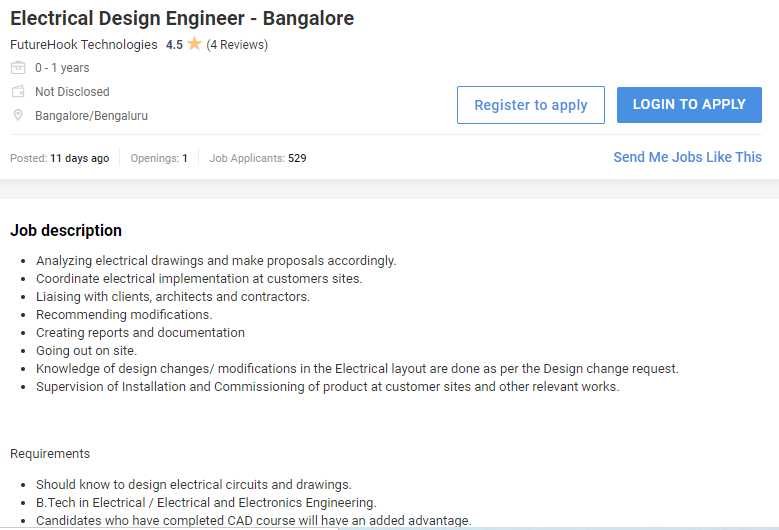 Electrical Design Engineer - Bangalore
FutureHook Technologies 4.5 (4 Reviews)
0 - 1 years
Not Disclosed
Bangalore/Bengaluru
Register to apply
LOGIN TO APPLY
Posted: 11 days ago Openings: 1 Job Applicants: 529
Send Me Jobs Like This
Job description
Analyzing electrical drawings and make proposals accordingly.
Coordinate electrical implementation at customers sites.
Liaising with clients, architects and contractors.
Recommending modifications.
Creating reports and documentation
Going out on site.
Knowledge of design changes/ modifications in the Electrical layout are done as per the Design change request.
Supervision of Installation and Commissioning of product at customer sites and other relevant works.
Requirements
Should know to design electrical circuits and drawings.
B.Tech in Electrical / Electrical and Electronics Engineering.
Candidates who have completed CAD course will have an added advantage.